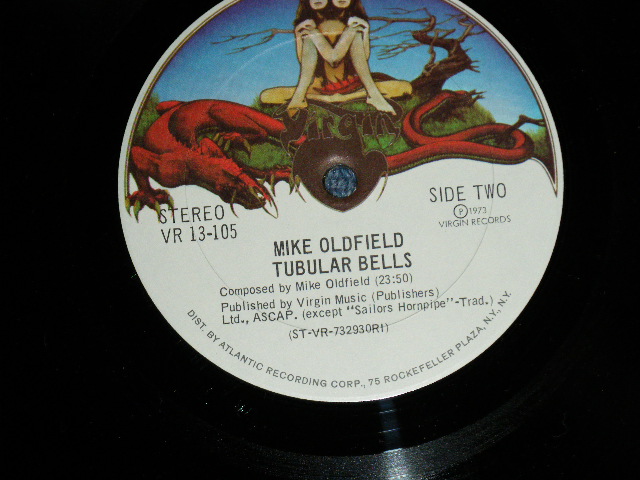 Virgin
STEREO
VR 13-105
SIDE TWO
Ⓟ1973
VIRGIN RECORDS
MIKE OLDFIELD
TUBULAR BELLS
Composed by Mike Oldfield (23:50)
Published by Virgin Music (Publishers)
Ltd., ASCAP. (except "Sailors Hornpipe"-Trad.)
(ST-VR-732930RI)
DIST. BY ATLANTIC RECORDING CORP., 75 ROCKEFELLER PLAZA, N.Y., N.Y.